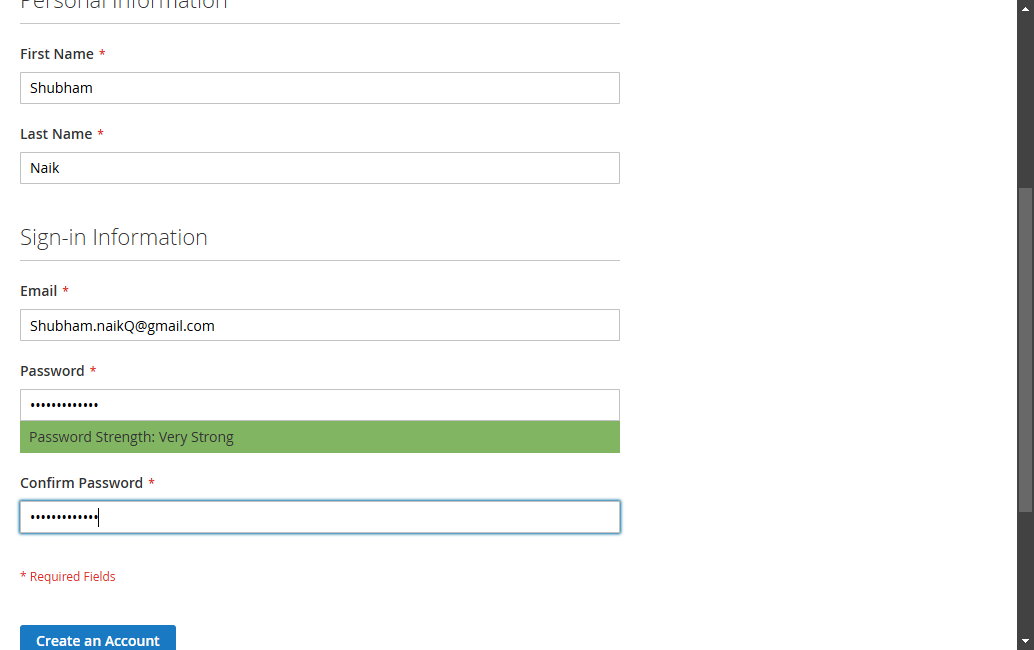 Personal Information
First Name *
Shubham
Last Name *
Naik
Sign-in Information
Email *
Shubham.naikQ@gmail.com
Password *
•••••••••••••
Password Strength: Very Strong
Confirm Password *
•••••••••••••
* Required Fields
Create an Account